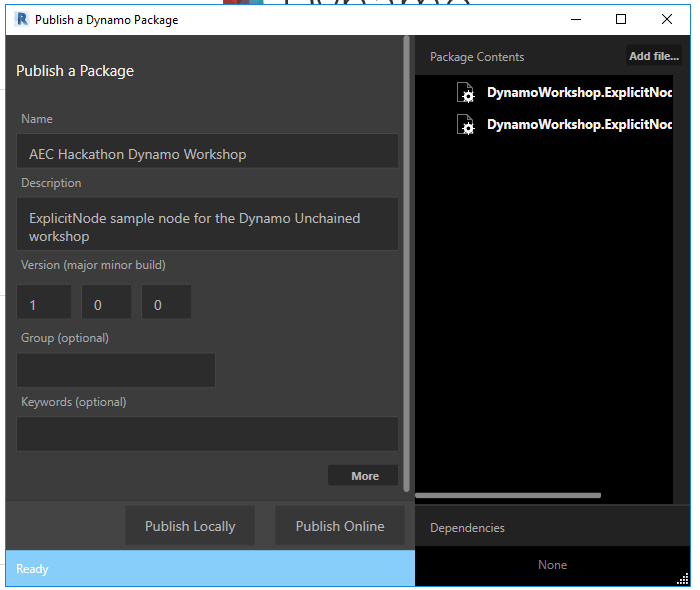 Publish a Dynamo Package
Publish a Package
Name
AEC Hackathon Dynamo Workshop
Description
ExplicitNode sample node for the Dynamo Unchained
workshop
Version (major minor build)
1 0 0
Group (optional)
Keywords (optional)
More
Publish Locally Publish Online
Ready
Package Contents Add file...
DynamoWorkshop.ExplicitNod
DynamoWorkshop.ExplicitNod
Dependencies
None